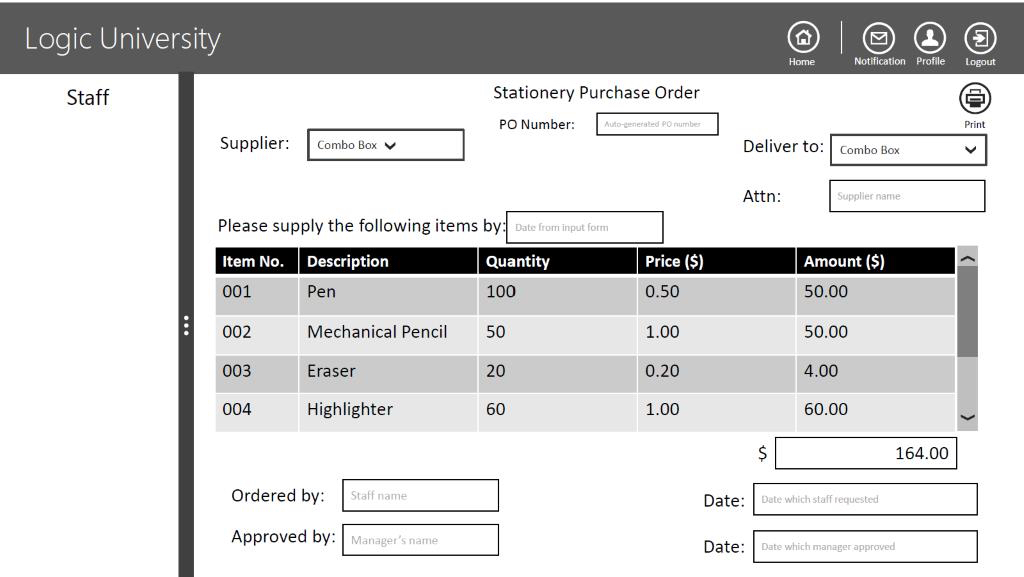 Logic University
Home
Notification
Profile
Logout
Staff
Stationery Purchase Order
Print
PO Number: Auto-generated PO number
Supplier: Combo Box
Deliver to: Combo Box
Attn: Supplier name
Please supply the following items by: Date from input form
Item No. Description Quantity Price ($) Amount ($)
001 Pen 100 0.50 50.00
002 Mechanical Pencil 50 1.00 50.00
003 Eraser 20 0.20 4.00
004 Highlighter 60 1.00 60.00
$ 164.00
Ordered by: Staff name Date: Date which staff requested
Approved by: Manager's name Date: Date which manager approved